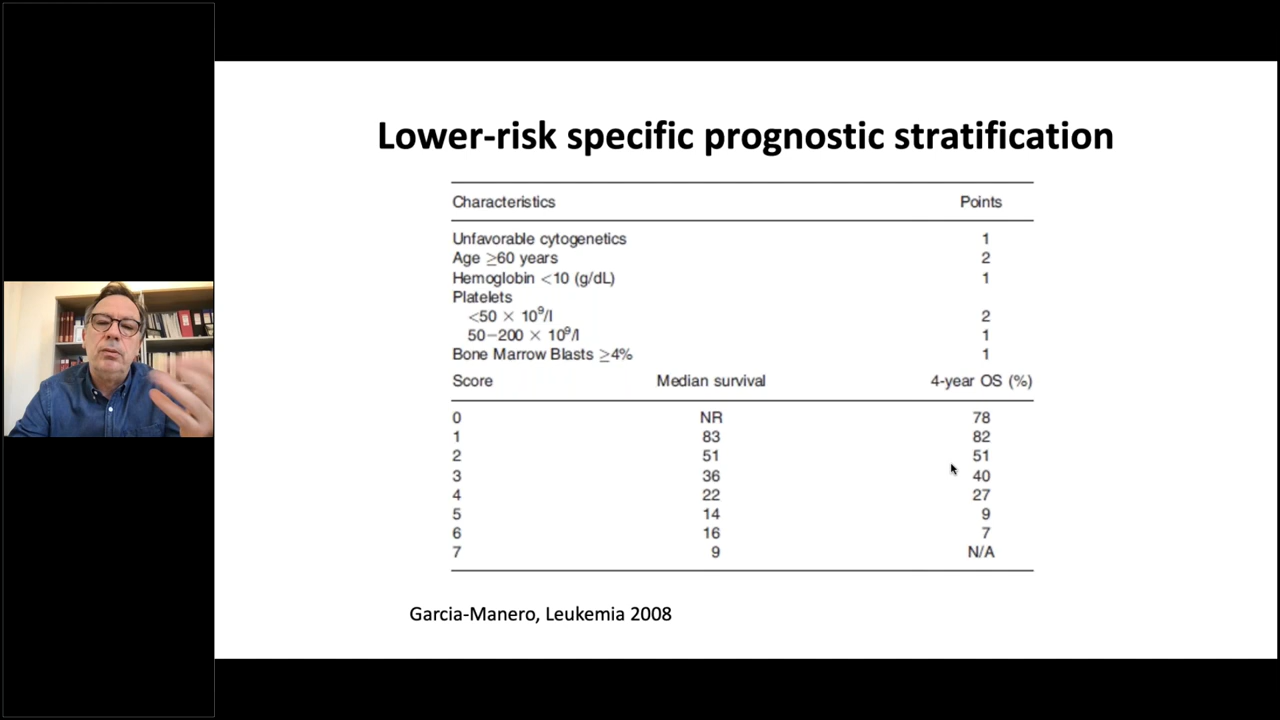 Lower-risk specific prognostic stratification
Characteristics Points
Unfavorable cytogenetics 1
Age ≥60 years 2
Hemoglobin <10 (g/dL) 1
Platelets
<50 × 10⁹/l 2
50−200 × 10⁹/l 1
Bone Marrow Blasts ≥4% 1
Score Median survival 4-year OS (%)
0 NR 78
1 83 82
2 51 51
3 36 40
4 22 27
5 14 9
6 16 7
7 9 N/A
Garcia-Manero, Leukemia 2008